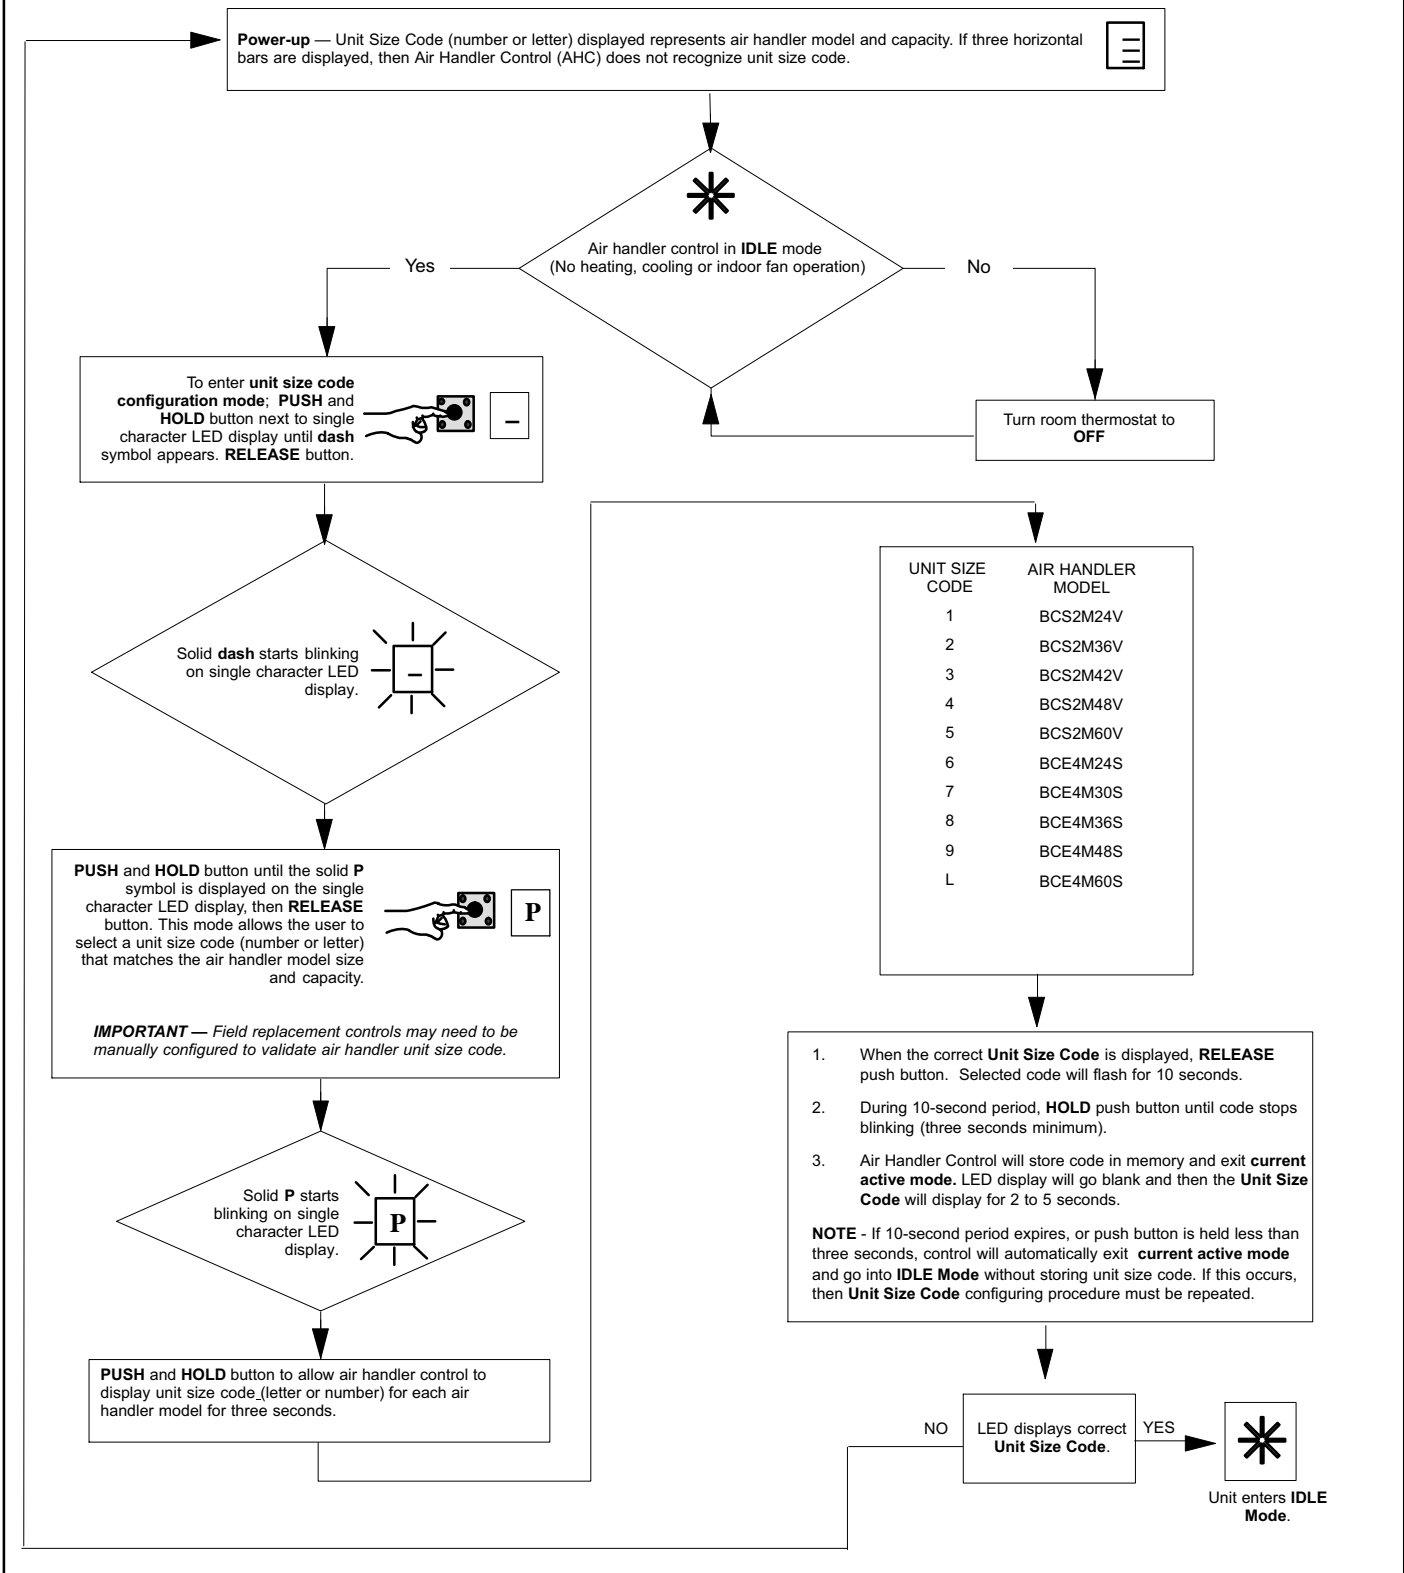 Power-up — Unit Size Code (number or letter) displayed represents air handler model and capacity. If three horizontal
bars are displayed, then Air Handler Control (AHC) does not recognize unit size code.
Air handler control in IDLE mode
(No heating, cooling or indoor fan operation)
Yes
No
Turn room thermostat to
OFF
To enter unit size code
configuration mode; PUSH and
HOLD button next to single
character LED display until dash
symbol appears. RELEASE button.
–
Solid dash starts blinking
on single character LED
display.
–
PUSH and HOLD button until the solid P
symbol is displayed on the single
character LED display, then RELEASE
button. This mode allows the user to
select a unit size code (number or letter)
that matches the air handler model size
and capacity.
P
IMPORTANT — Field replacement controls may need to be
manually configured to validate air handler unit size code.
Solid P starts
blinking on single
character LED
display.
P
PUSH and HOLD button to allow air handler control to
display unit size code (letter or number) for each air
handler model for three seconds.
UNIT SIZE CODE AIR HANDLER MODEL
1 BCS2M24V
2 BCS2M36V
3 BCS2M42V
4 BCS2M48V
5 BCS2M60V
6 BCE4M24S
7 BCE4M30S
8 BCE4M36S
9 BCE4M48S
L BCE4M60S
1. When the correct Unit Size Code is displayed, RELEASE
push button. Selected code will flash for 10 seconds.
2. During 10-second period, HOLD push button until code stops
blinking (three seconds minimum).
3. Air Handler Control will store code in memory and exit current
active mode. LED display will go blank and then the Unit Size
Code will display for 2 to 5 seconds.
NOTE - If 10-second period expires, or push button is held less than
three seconds, control will automatically exit current active mode
and go into IDLE Mode without storing unit size code. If this occurs,
then Unit Size Code configuring procedure must be repeated.
NO
LED displays correct
Unit Size Code.
YES
Unit enters IDLE
Mode.